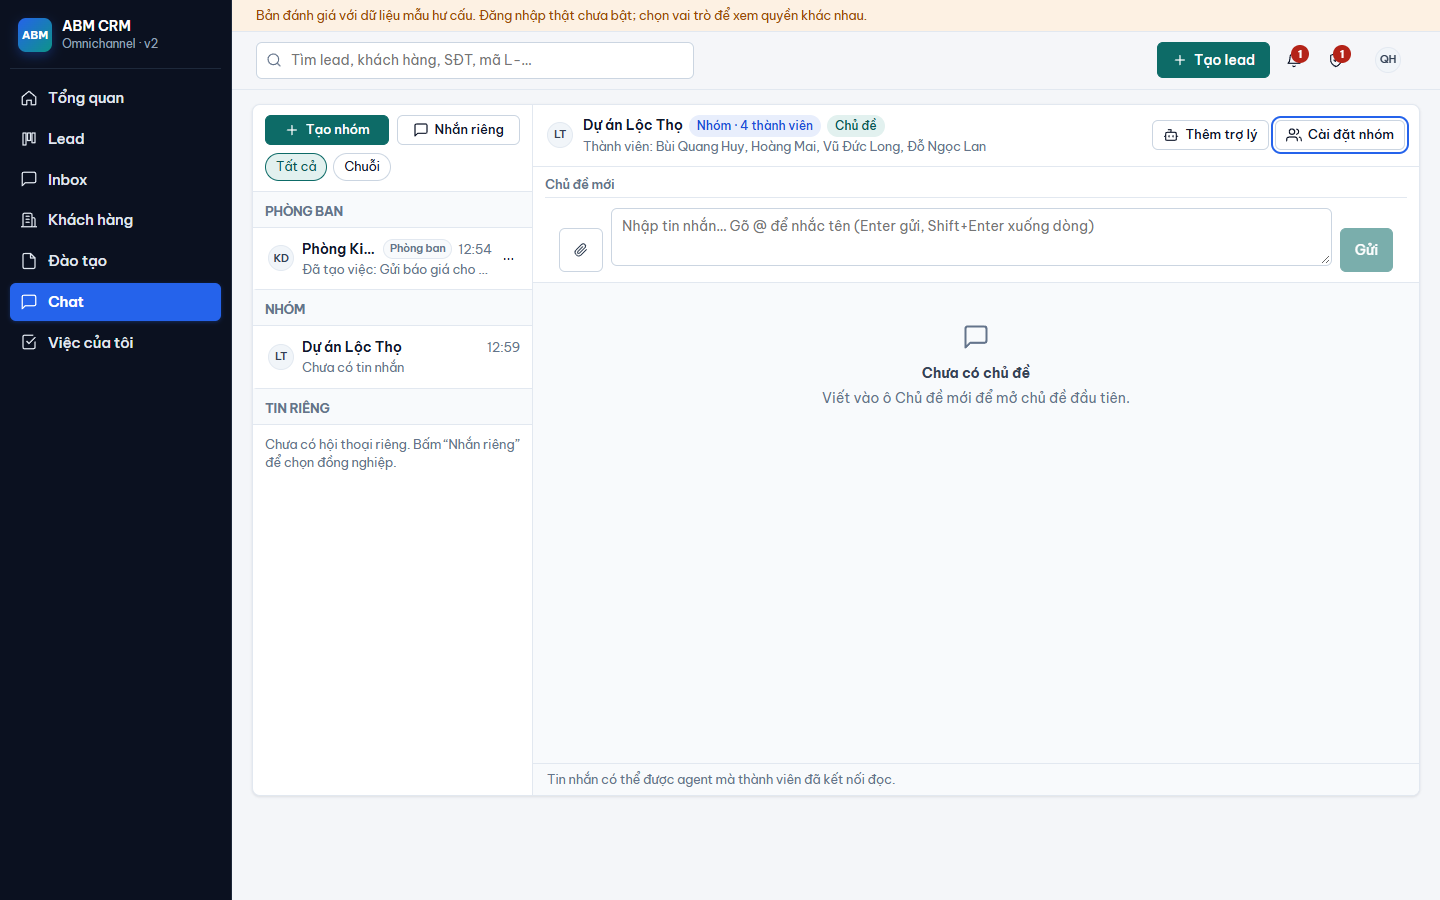 ABM
ABM CRM
Omnichannel · v2
Tổng quan
Lead
Inbox
Khách hàng
Đào tạo
Chat
Việc của tôi
Bản đánh giá với dữ liệu mẫu hư cấu. Đăng nhập thật chưa bật; chọn vai trò để xem quyền khác nhau.
Tìm lead, khách hàng, SĐT, mã L-...
Tạo lead
1
1
QH
Tạo nhóm
Nhắn riêng
Tất cả
Chuỗi
PHÒNG BAN
KD
Phòng Ki...
Phòng ban
12:54
Đã tạo việc: Gửi báo giá cho ...
...
NHÓM
LT
Dự án Lộc Thọ
12:59
Chưa có tin nhắn
TIN RIÊNG
Chưa có hội thoại riêng. Bấm “Nhắn riêng”
để chọn đồng nghiệp.
LT
Dự án Lộc Thọ
Nhóm · 4 thành viên
Chủ đề
Thành viên: Bùi Quang Huy, Hoàng Mai, Vũ Đức Long, Đỗ Ngọc Lan
Thêm trợ lý
Cài đặt nhóm
Chủ đề mới
Nhập tin nhắn... Gõ @ để nhắc tên (Enter gửi, Shift+Enter xuống dòng)
Gửi
Chưa có chủ đề
Viết vào ô Chủ đề mới để mở chủ đề đầu tiên.
Tin nhắn có thể được agent mà thành viên đã kết nối đọc.